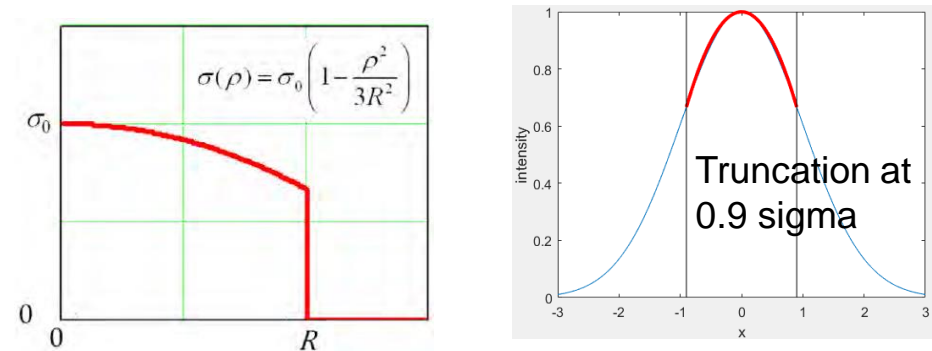 σ(ρ) = σ₀(1 − ρ²/3R²)
σ₀
0
0
R
1
0.8
0.6
0.4
0.2
0
intensity
Truncation at
0.9 sigma
-3 -2 -1 0 1 2 3
x